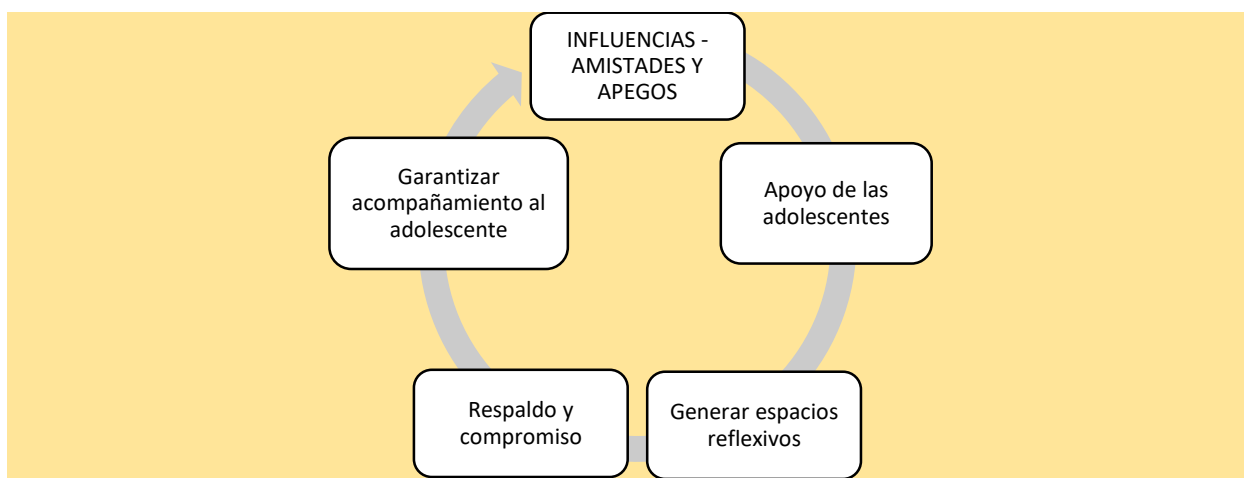 INFLUENCIAS -
AMISTADES Y
APEGOS
Apoyo de las
adolescentes
Generar espacios
reflexivos
Respaldo y
compromiso
Garantizar
acompañamiento al
adolescente